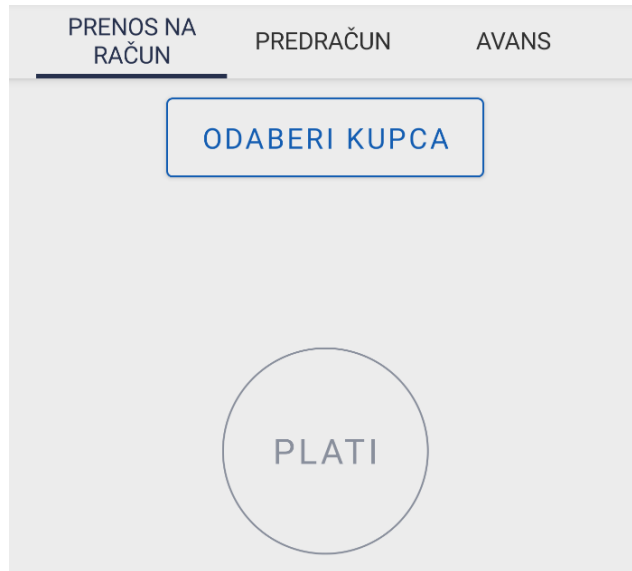 PRENOS NA
RAČUN
PREDRAČUN
AVANS
ODABERI KUPCA
PLATI